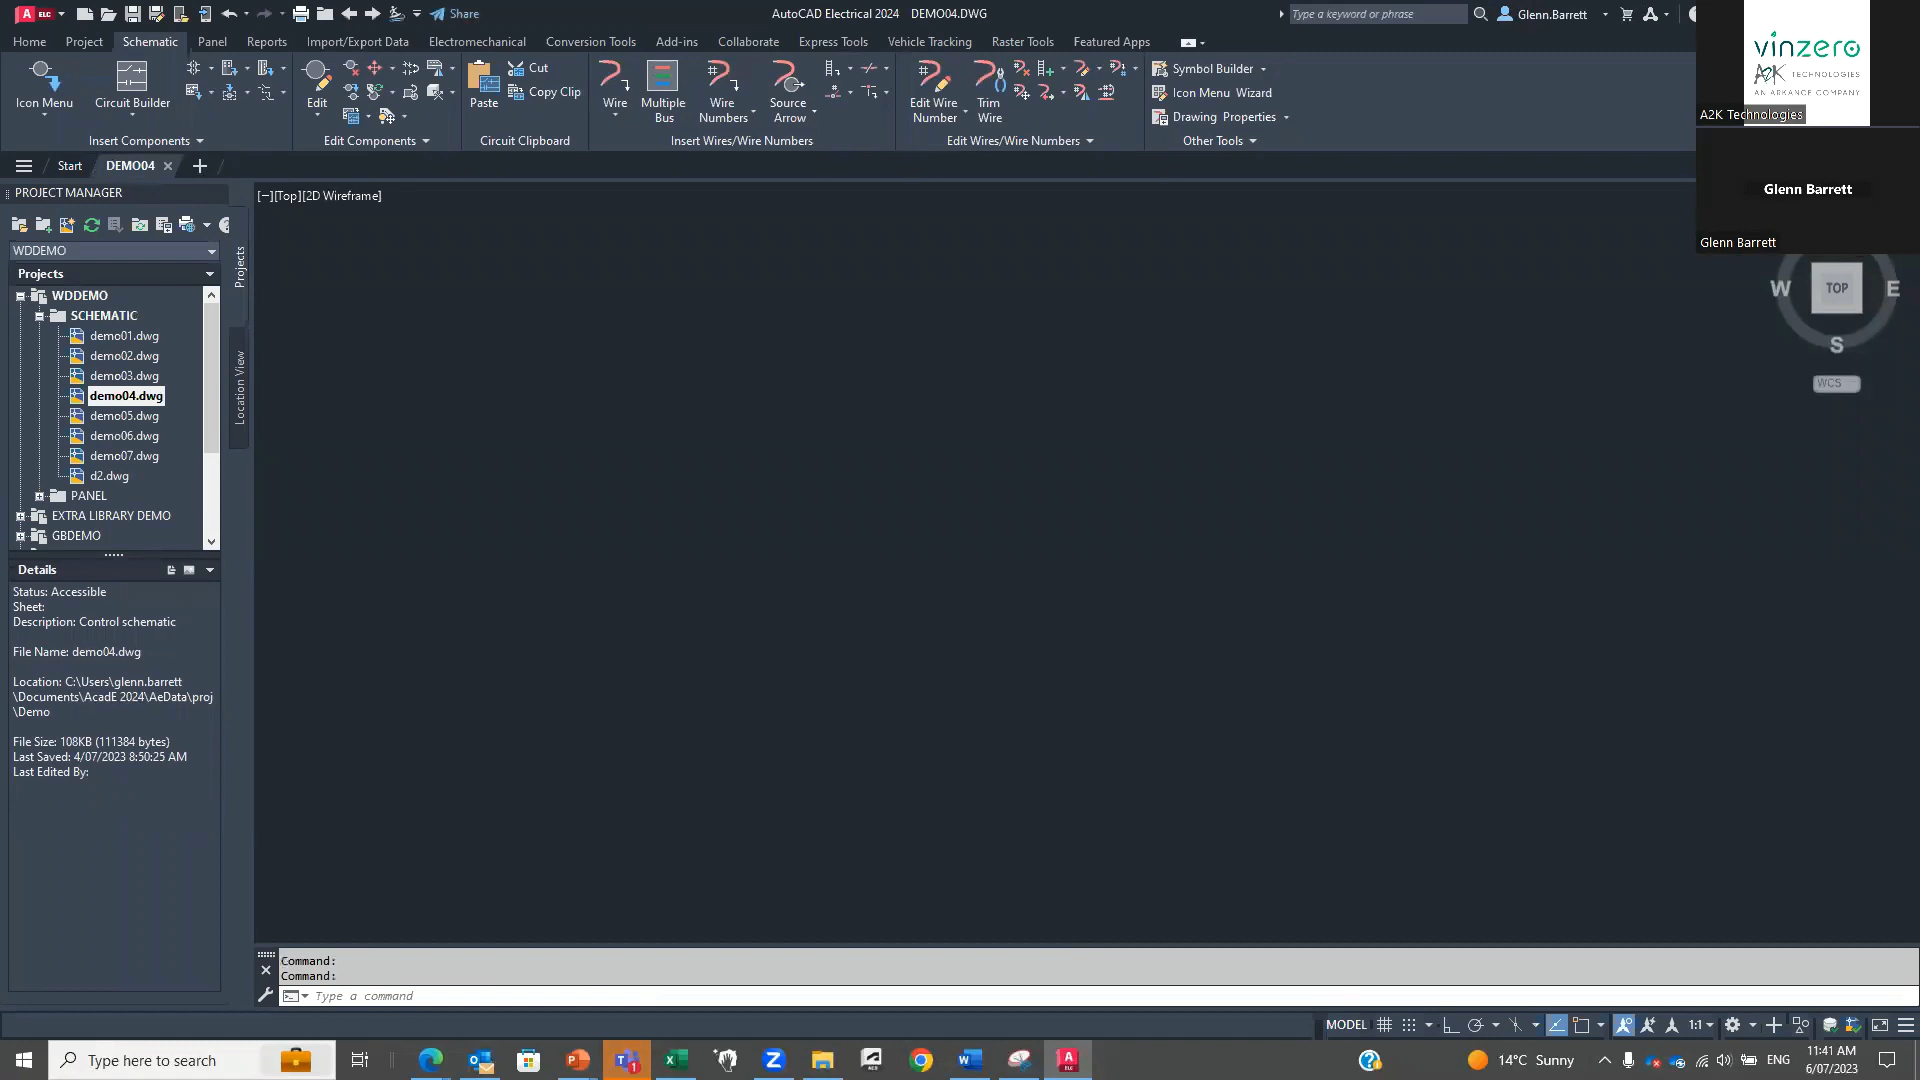 A ELC
Share
AutoCAD Electrical 2024 DEMO04.DWG
Type a keyword or phrase
Glenn.Barrett
Home Project Schematic Panel Reports Import/Export Data Electromechanical Conversion Tools Add-ins Collaborate Express Tools Vehicle Tracking Raster Tools Featured Apps
Icon Menu
Circuit Builder
Edit
Paste
Cut
Copy Clip
Wire
Multiple Bus
Wire Numbers
Source Arrow
Edit Wire Number
Trim Wire
Symbol Builder
Icon Menu Wizard
Drawing Properties
Insert Components
Edit Components
Circuit Clipboard
Insert Wires/Wire Numbers
Edit Wires/Wire Numbers
Other Tools
vinzero
A2K TECHNOLOGIES
AN ARKANCE COMPANY
A2K Technologies
Glenn Barrett
Glenn Barrett
Start DEMO04
PROJECT MANAGER
[−][Top][2D Wireframe]
WDDEMO
Projects
Projects
Location View
WDDEMO
SCHEMATIC
demo01.dwg
demo02.dwg
demo03.dwg
demo04.dwg
demo05.dwg
demo06.dwg
demo07.dwg
d2.dwg
PANEL
EXTRA LIBRARY DEMO
GBDEMO
W TOP E
S
WCS
Details
Status: Accessible
Sheet:
Description: Control schematic
File Name: demo04.dwg
Location: C:\Users\glenn.barrett
\Documents\AcadE 2024\AeData\proj
\Demo
File Size: 108KB (111384 bytes)
Last Saved: 4/07/2023 8:50:25 AM
Last Edited By:
Command:
Command:
Type a command
MODEL 1:1
Type here to search
14°C Sunny
ENG
11:41 AM
6/07/2023